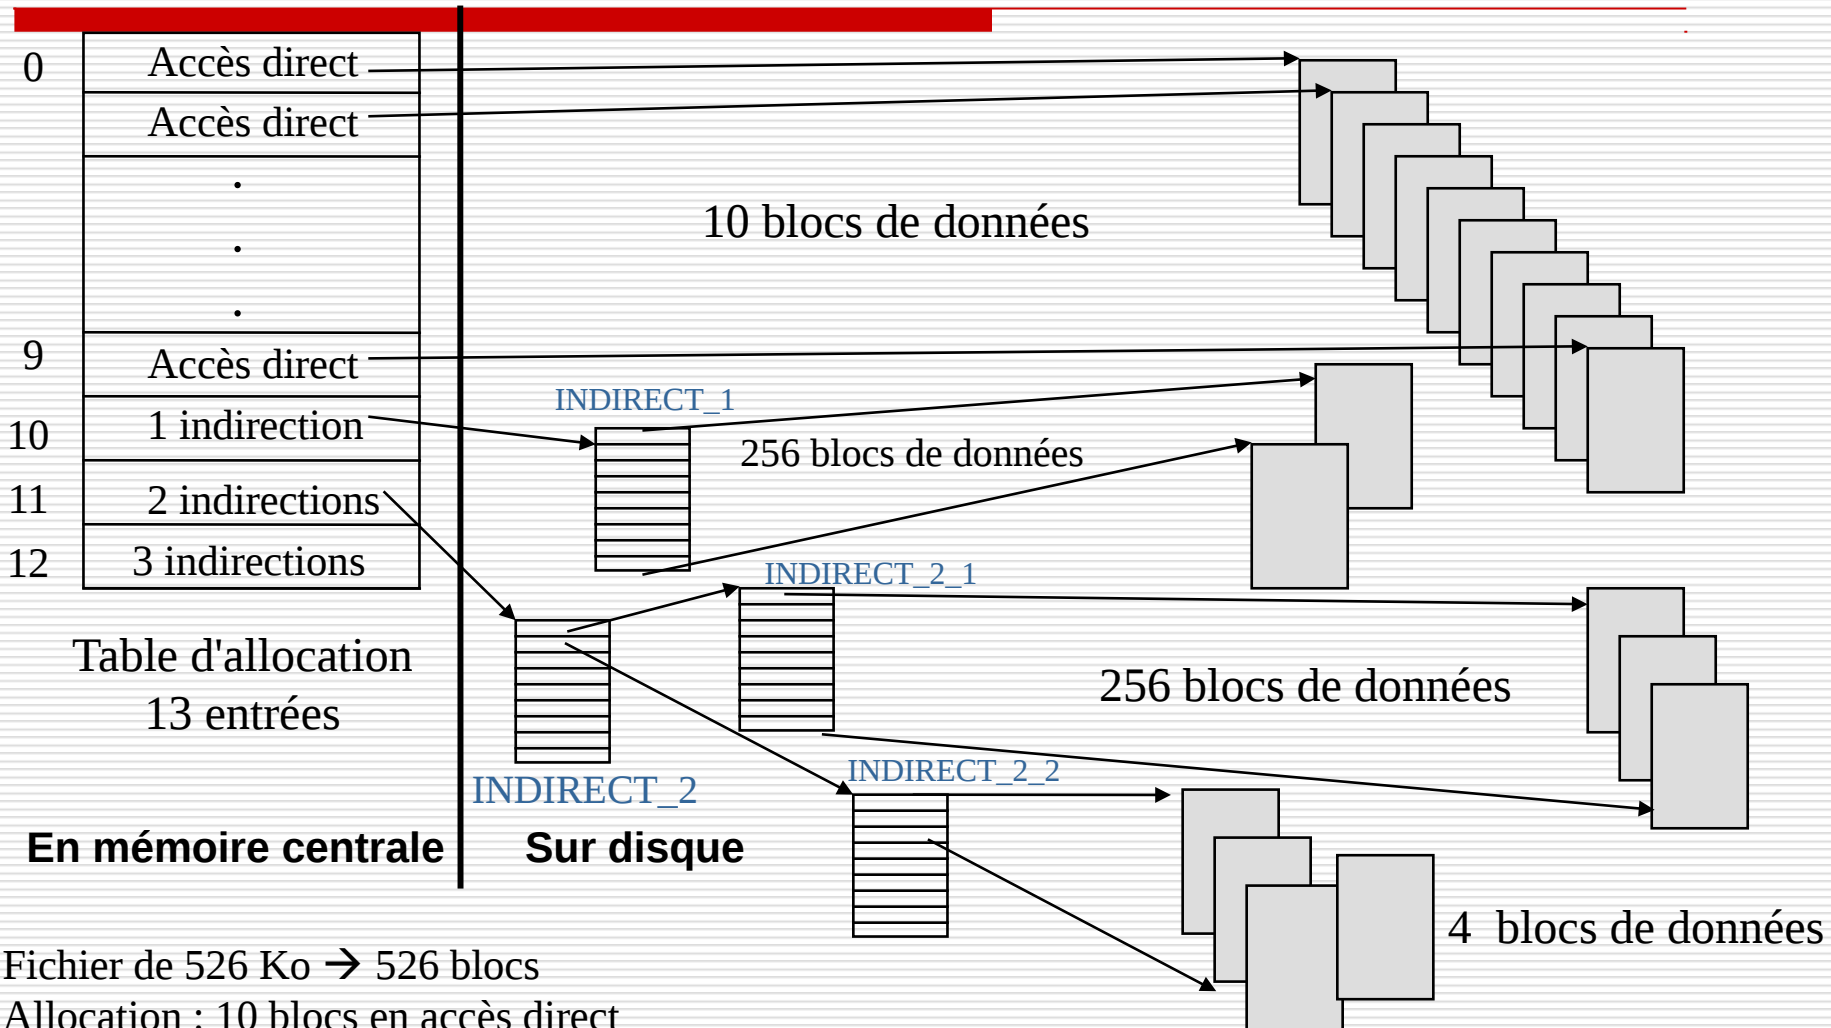 0
Accès direct
Accès direct
.
.
.
10 blocs de données
9
Accès direct
INDIRECT_1
10
1 indirection
256 blocs de données
11
2 indirections
12
3 indirections
INDIRECT_2_1
Table d'allocation
13 entrées
256 blocs de données
INDIRECT_2
INDIRECT_2_2
En mémoire centrale
Sur disque
4 blocs de données
Fichier de 526 Ko → 526 blocs
Allocation : 10 blocs en accès direct